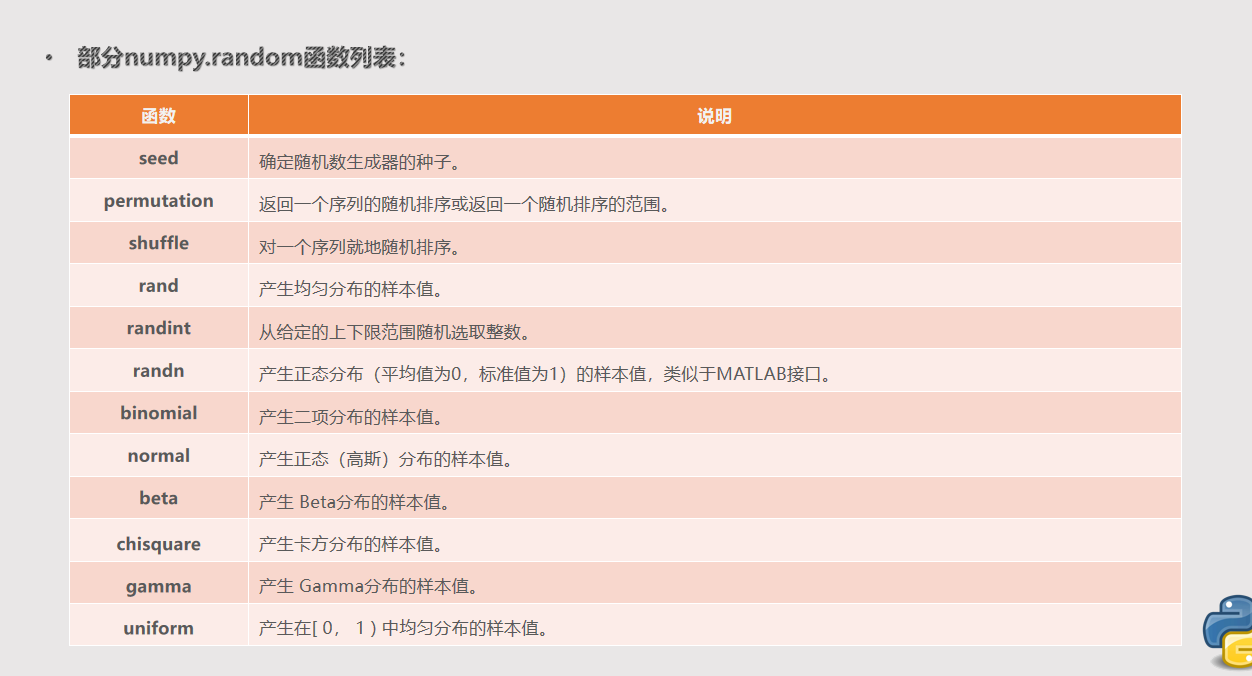 • 部分numpy.random函数列表：
函数 说明
seed 确定随机数生成器的种子。
permutation 返回一个序列的随机排序或返回一个随机排序的范围。
shuffle 对一个序列就地随机排序。
rand 产生均匀分布的样本值。
randint 从给定的上下限范围随机选取整数。
randn 产生正态分布（平均值为0，标准值为1）的样本值，类似于MATLAB接口。
binomial 产生二项分布的样本值。
normal 产生正态（高斯）分布的样本值。
beta 产生 Beta分布的样本值。
chisquare 产生卡方分布的样本值。
gamma 产生 Gamma分布的样本值。
uniform 产生在[ 0， 1 ) 中均匀分布的样本值。